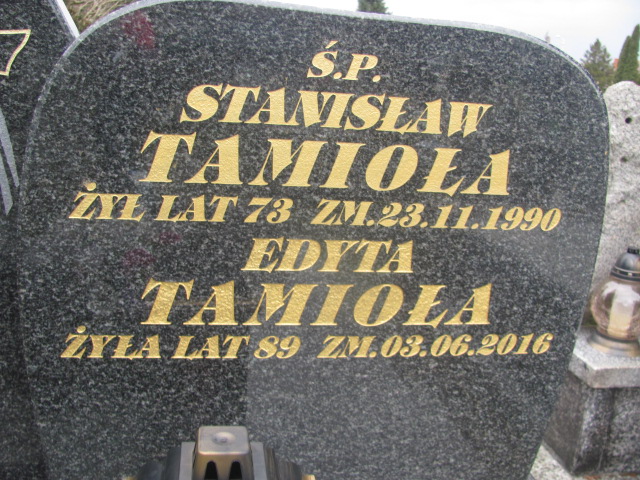 Ś.P.
STANISŁAW
TAMIOŁA
ŻYŁ LAT 73 ZM.23.11.1990
EDYTA
TAMIOŁA
ŻYŁA LAT 89 ZM.03.06.2016